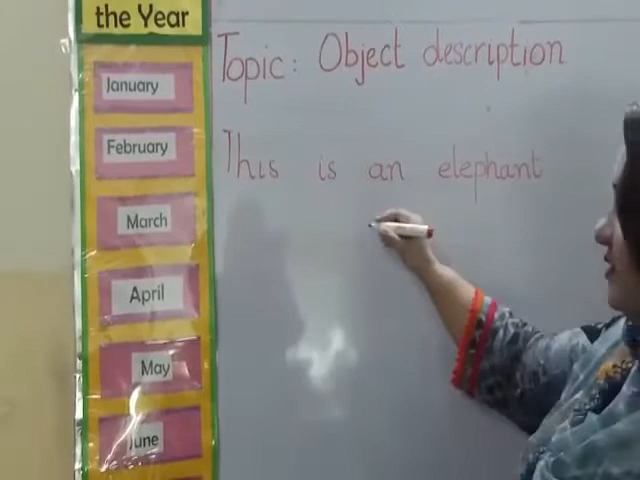 the Year
January
February
March
April
May
June
Topic: Object description
This is an elephant